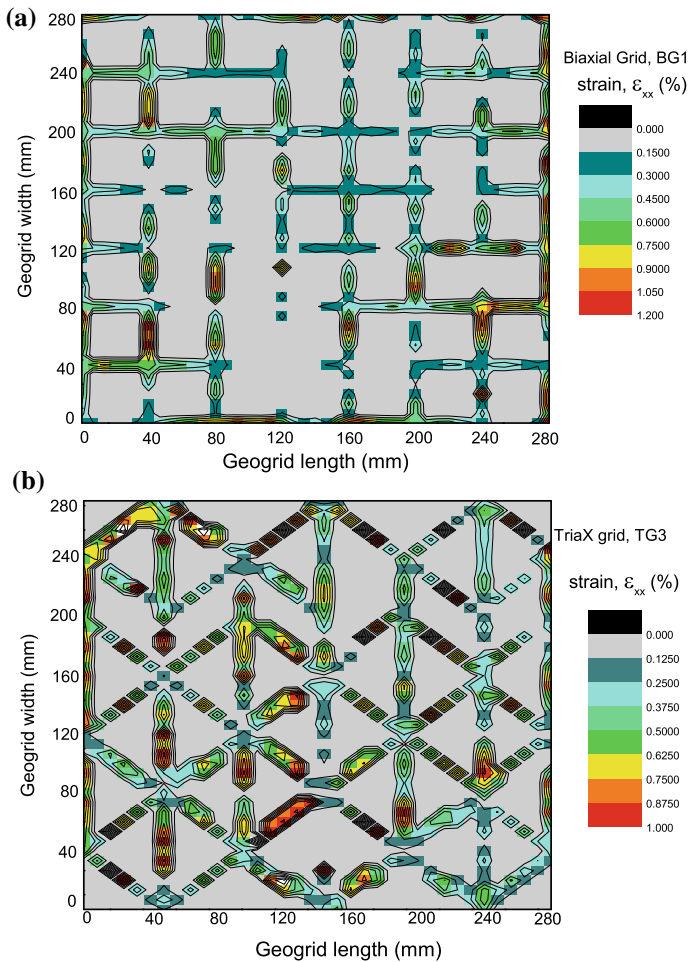 (a)
280
240
200
160
120
80
40
0
Geogrid width (mm)
0 40 80 120 160 200 240 280
Geogrid length (mm)
Biaxial Grid, BG1
strain, εxx (%)
0.000
0.1500
0.3000
0.4500
0.6000
0.7500
0.9000
1.050
1.200
(b)
280
240
200
160
120
80
40
0
Geogrid width (mm)
0 40 80 120 160 200 240 280
Geogrid length (mm)
TriaX grid, TG3
strain, εxx (%)
0.000
0.1250
0.2500
0.3750
0.5000
0.6250
0.7500
0.8750
1.000